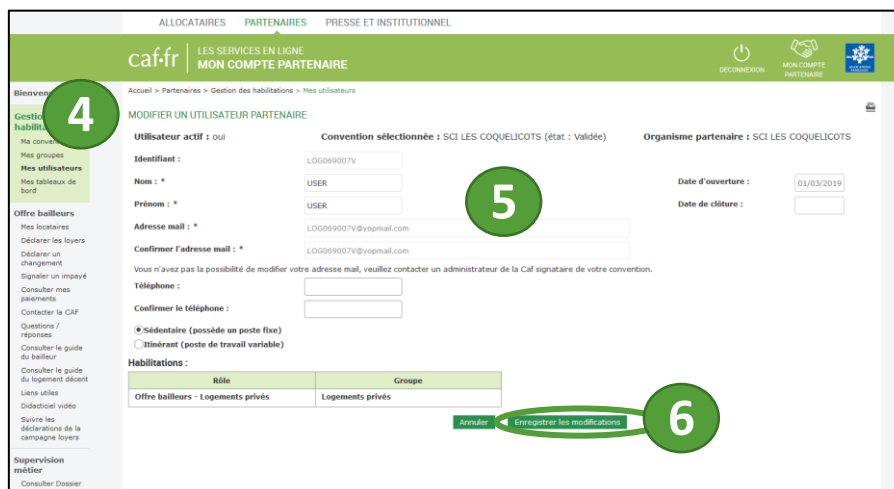 ALLOCATAIRES PARTENAIRES PRESSE ET INSTITUTIONNEL
caf.fr
LES SERVICES EN LIGNE
MON COMPTE PARTENAIRE
DECONNEXION
MON COMPTE
PARTENAIRE
Accueil > Partenaires > Gestion des habilitations > Mes utilisateurs
Bienven
Gestio
habilita
Ma conven
Mes groupes
Mes utilisateurs
Mes tableaux de
bord
Offre bailleurs
Mes locataires
Déclarer les loyers
Déclarer un
changement
Signaler un impayé
Consulter mes
paiements
Contacter la CAF
Questions /
réponses
Consulter le guide
du bailleur
Consulter le guide
du logement décent
Liens utiles
Didacticiel vidéo
Suivre les
déclarations de la
campagne loyers
Supervision
métier
Consulter Dossier
4
MODIFIER UN UTILISATEUR PARTENAIRE
Utilisateur actif : oui Convention sélectionnée : SCI LES COQUELICOTS (état : Validée) Organisme partenaire : SCI LES COQUELICOTS
Identifiant : LOG069007V
Nom : * USER Date d'ouverture : 01/03/2019
Prénom : * USER Date de clôture :
5
Adresse mail : * LOG069007V@yopmail.com
Confirmer l'adresse mail : * LOG069007V@yopmail.com
Vous n'avez pas la possibilité de modifier votre adresse mail, veuillez contacter un administrateur de la Caf signataire de votre convention.
Téléphone :
Confirmer le téléphone :
Sédentaire (possède un poste fixe)
Itinérant (poste de travail variable)
Habilitations :
Rôle Groupe
Offre bailleurs - Logements privés Logements privés
Annuler Enregistrer les modifications
6